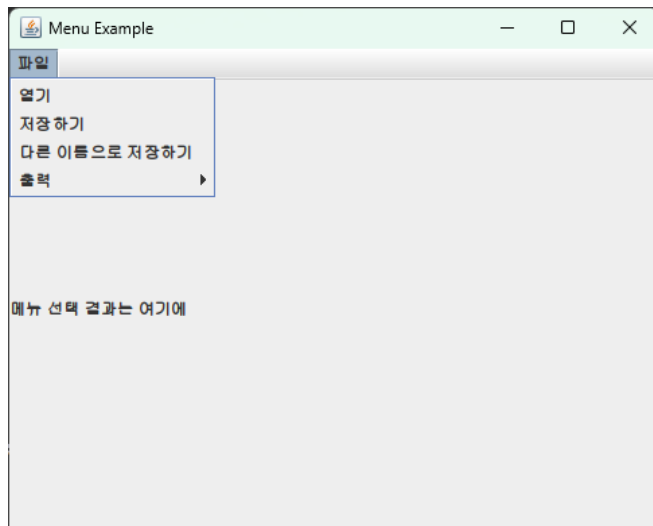 Menu Example
파일
열기
저장하기
다른 이름으로 저장하기
출력
메뉴 선택 결과는 여기에